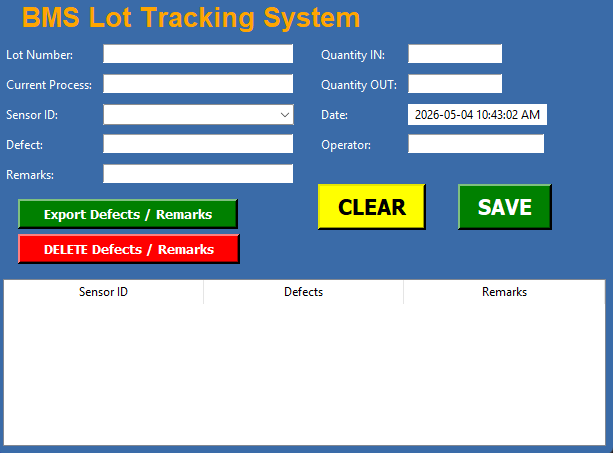 BMS Lot Tracking System
Lot Number:
Quantity IN:
Current Process:
Quantity OUT:
Sensor ID:
Date: 2026-05-04 10:43:02 AM
Defect:
Operator:
Remarks:
CLEAR
SAVE
Export Defects / Remarks
DELETE Defects / Remarks
Sensor ID Defects Remarks